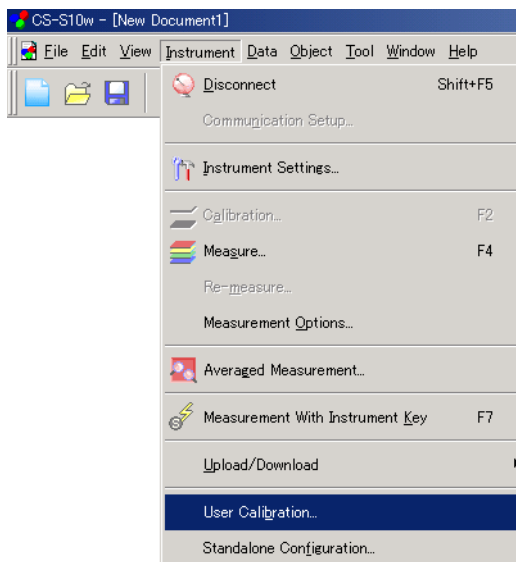 CS-S10w - [New Document1]
File Edit View Instrument Data Object Tool Window Help
Disconnect Shift+F5
Communication Setup...
Instrument Settings...
Calibration... F2
Measure... F4
Re-measure...
Measurement Options...
Averaged Measurement...
Measurement With Instrument Key F7
Upload/Download
User Calibration...
Standalone Configuration...